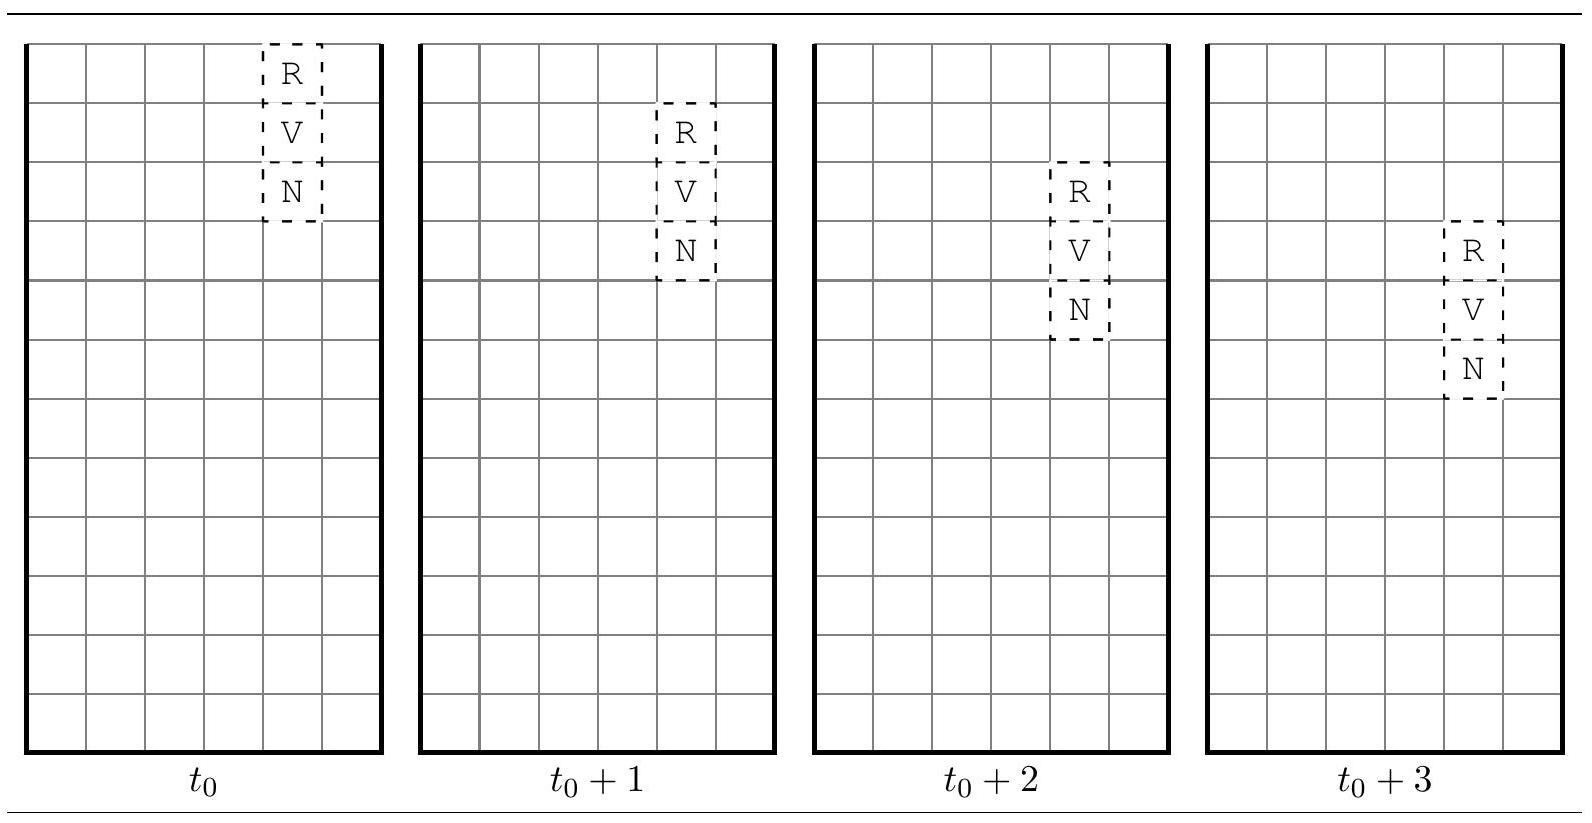 R
V R
N V R
N V R
N V
N
t₀ t₀ + 1 t₀ + 2 t₀ + 3